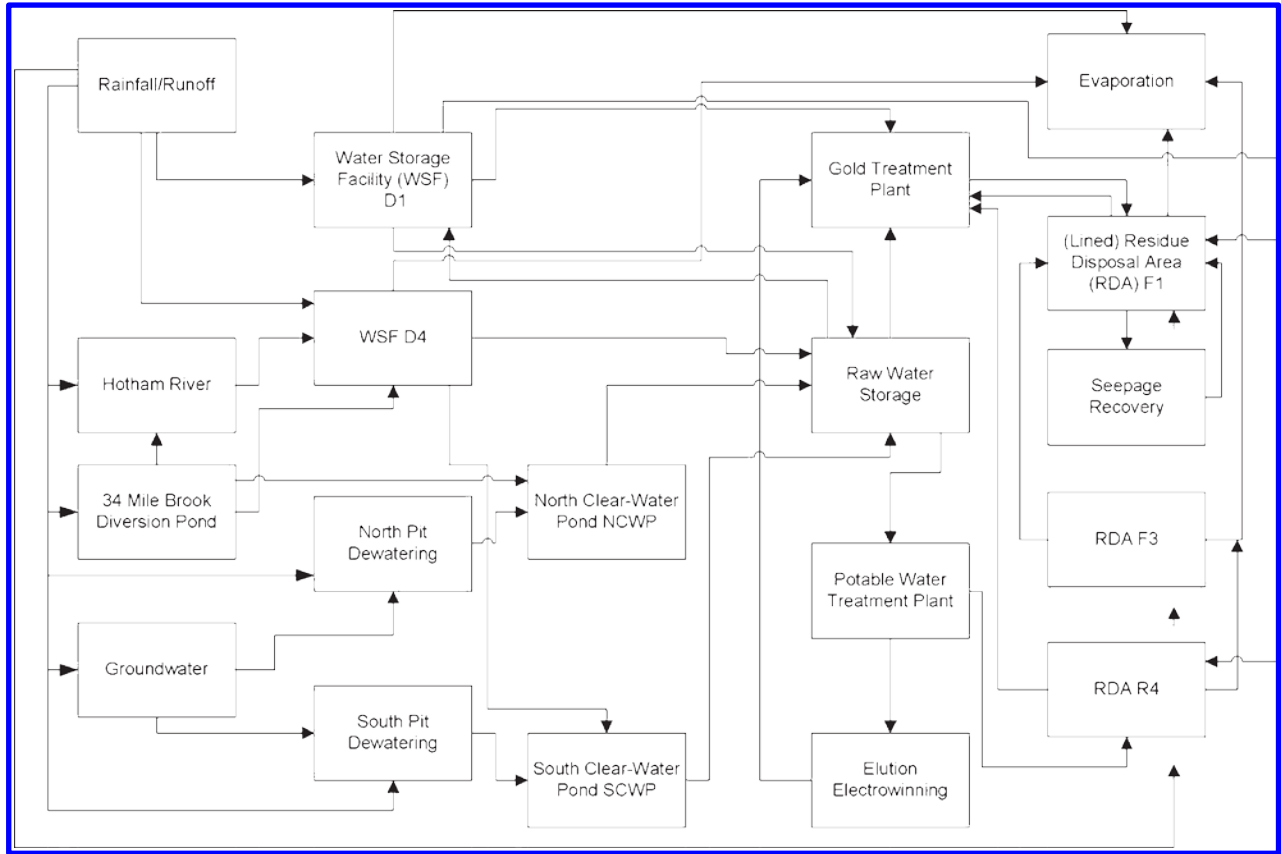 Rainfall/Runoff
Evaporation
Water Storage
Facility (WSF)
D1
Gold Treatment
Plant
(Lined) Residue
Disposal Area
(RDA) F1
WSF D4
Hotham River
Raw Water
Storage
Seepage
Recovery
34 Mile Brook
Diversion Pond
North Pit
Dewatering
North Clear-Water
Pond NCWP
RDA F3
Potable Water
Treatment Plant
Groundwater
RDA R4
South Pit
Dewatering
South Clear-Water
Pond SCWP
Elution
Electrowinning